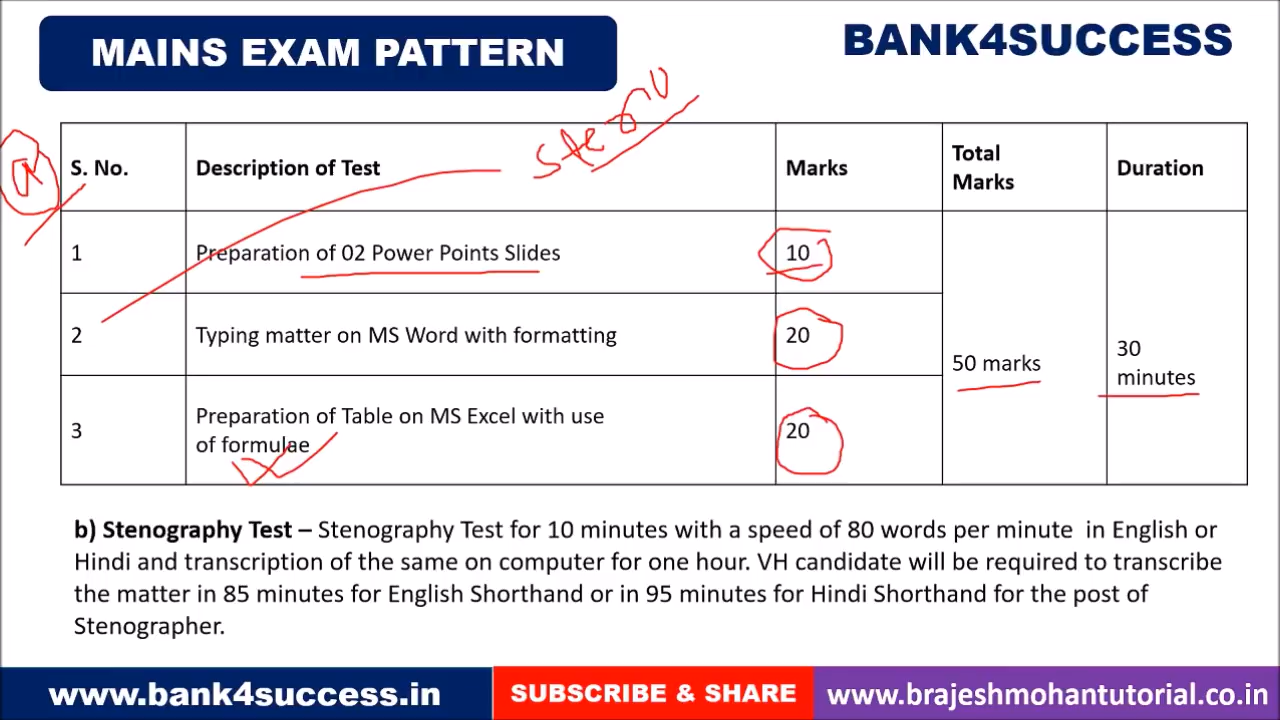 MAINS EXAM PATTERN
BANK4SUCCESS
steno
a
S. No.
Description of Test
Marks
Total
Marks
Duration
1
Preparation of 02 Power Points Slides
10
2
Typing matter on MS Word with formatting
20
50 marks
30
minutes
3
Preparation of Table on MS Excel with use
of formulae
20
b) Stenography Test – Stenography Test for 10 minutes with a speed of 80 words per minute in English or
Hindi and transcription of the same on computer for one hour. VH candidate will be required to transcribe
the matter in 85 minutes for English Shorthand or in 95 minutes for Hindi Shorthand for the post of
Stenographer.
www.bank4success.in
SUBSCRIBE & SHARE
www.brajeshmohantutorial.co.in